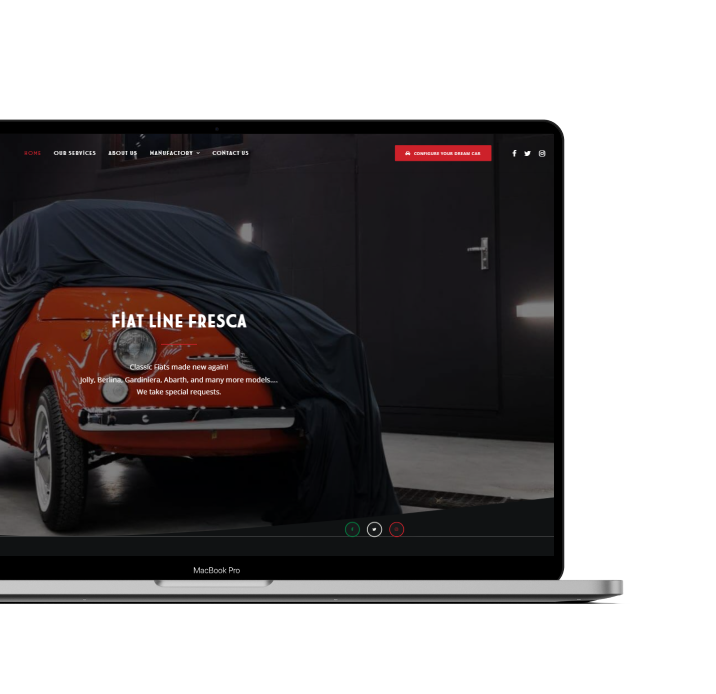 HOME OUR SERVICES ABOUT US MANUFACTORY CONTACT US CONFIGURE YOUR DREAM CAR
FIAT LINE FRESCA
Classic Fiats made new again!
Jolly, Berlina, Gardiniera, Abarth, and many more models....
We take special requests.
MacBook Pro